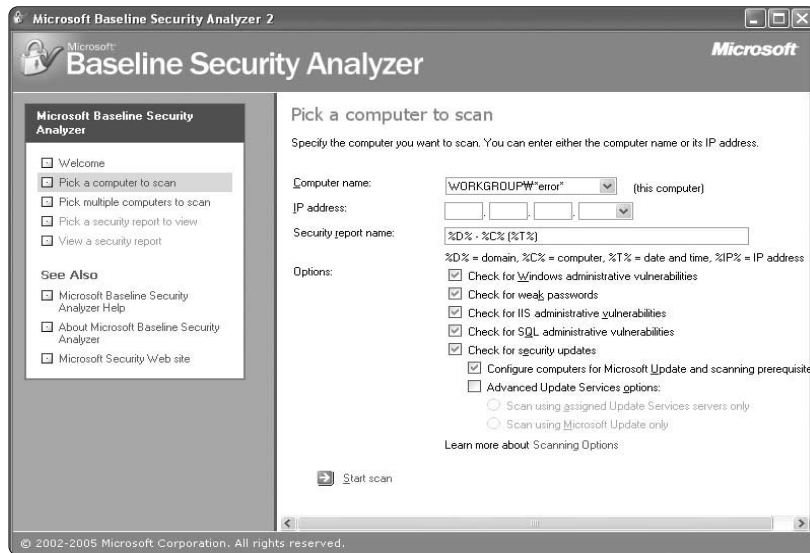 Microsoft Baseline Security Analyzer 2
Microsoft
Baseline Security Analyzer
Microsoft
Microsoft Baseline Security
Analyzer
Welcome
Pick a computer to scan
Pick multiple computers to scan
Pick a security report to view
View a security report
See Also
Microsoft Baseline Security
Analyzer Help
About Microsoft Baseline Security
Analyzer
Microsoft Security Web site
Pick a computer to scan
Specify the computer you want to scan. You can enter either the computer name or its IP address.
Computer name:
WORKGROUP₩*error*
(this computer)
IP address:
. . .
Security report name:
%D% - %C% (%T%)
%D% = domain, %C% = computer, %T% = date and time, %IP% = IP address
Options:
Check for Windows administrative vulnerabilities
Check for weak passwords
Check for IIS administrative vulnerabilities
Check for SQL administrative vulnerabilities
Check for security updates
Configure computers for Microsoft Update and scanning prerequisite
Advanced Update Services options:
Scan using assigned Update Services servers only
Scan using Microsoft Update only
Learn more about Scanning Options
Start scan
© 2002-2005 Microsoft Corporation. All rights reserved.